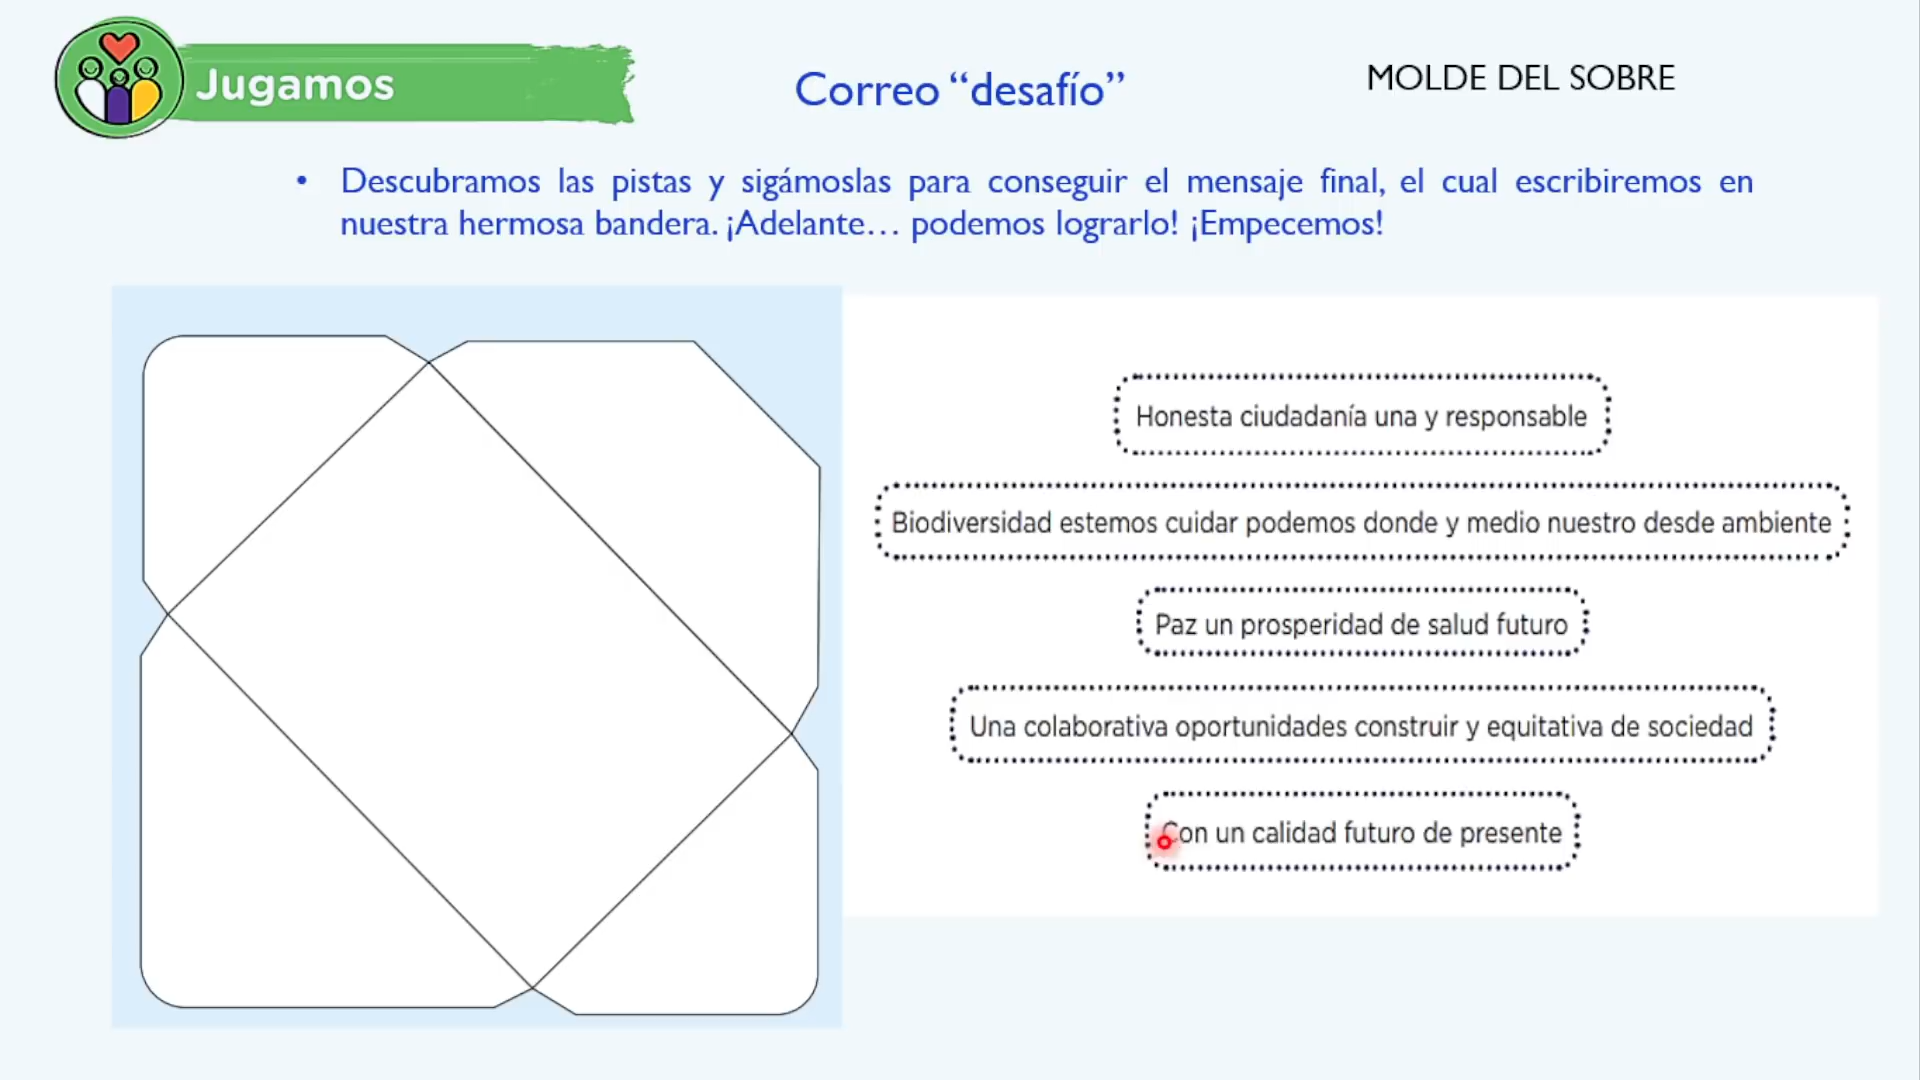 Jugamos
Correo “desafío”
MOLDE DEL SOBRE
• Descubramos las pistas y sigámoslas para conseguir el mensaje final, el cual escribiremos en
nuestra hermosa bandera. ¡Adelante… podemos lograrlo! ¡Empecemos!
Honesta ciudadanía una y responsable
Biodiversidad estemos cuidar podemos donde y medio nuestro desde ambiente
Paz un prosperidad de salud futuro
Una colaborativa oportunidades construir y equitativa de sociedad
Con un calidad futuro de presente